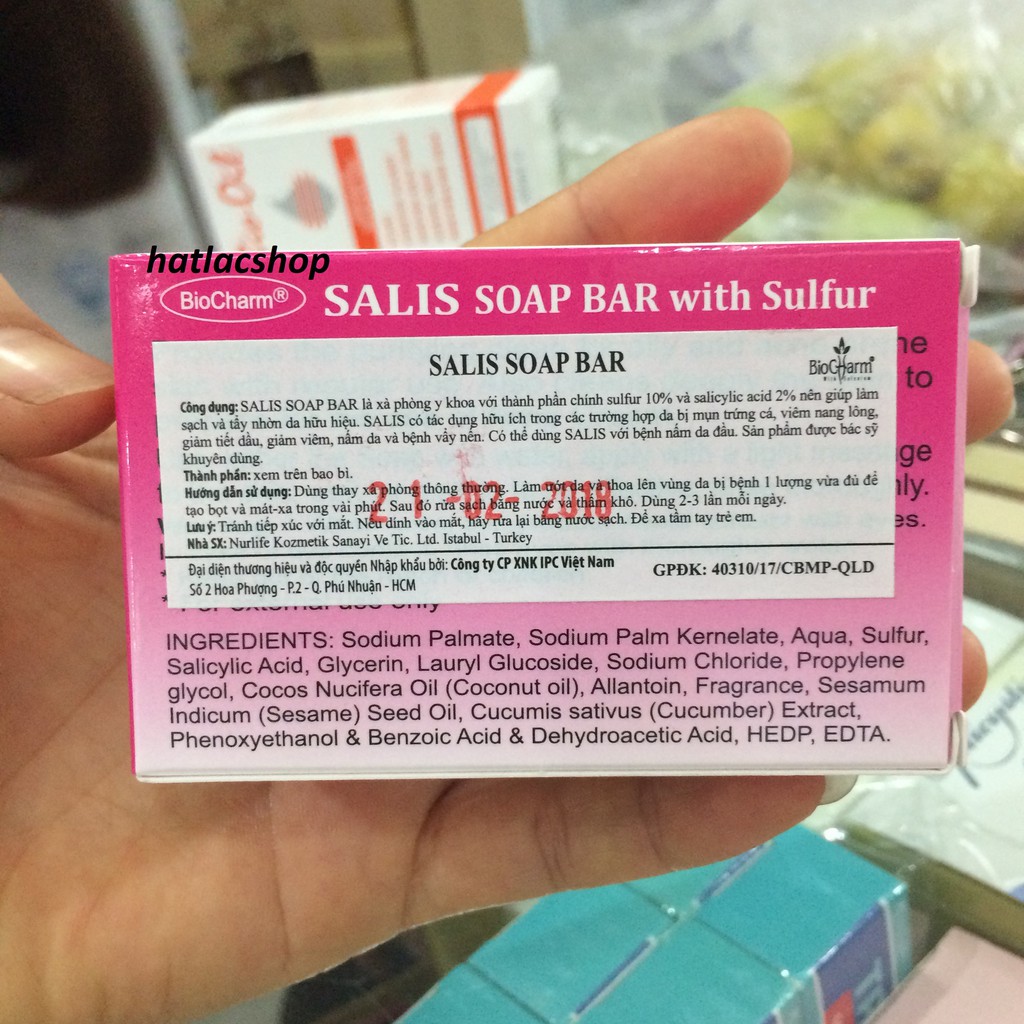 hatlacshop
BioCharm® SALIS SOAP BAR with Sulfur
SALIS SOAP BAR
BioCharm®
Công dụng: SALIS SOAP BAR là xà phòng y khoa với thành phần chính sulfur 10% và salicylic acid 2% nên giúp làm
sạch và tẩy nhờn da hữu hiệu. SALIS có tác dụng hữu ích trong các trường hợp da bị mụn trứng cá, viêm nang lông,
giảm tiết dầu, giảm viêm, nấm da và bệnh vẩy nến. Có thể dùng SALIS với bệnh nấm da đầu. Sản phẩm được bác sỹ
khuyên dùng.
Thành phần: xem trên bao bì.
Hướng dẫn sử dụng: Dùng thay xà phòng thông thường. Làm ướt da và thoa lên vùng da bị bệnh 1 lượng vừa đủ để
tạo bọt và mát-xa trong vài phút. Sau đó rửa sạch bằng nước và thấm khô. Dùng 2-3 lần mỗi ngày.
Lưu ý: Tránh tiếp xúc với mắt. Nếu dính vào mắt, hãy rửa lại bằng nước sạch. Để xa tầm tay trẻ em.
Nhà SX: Nurlife Kozmetik Sanayi Ve Tic. Ltd. Istabul - Turkey
21-02-2018
Đại diện thương hiệu và độc quyền Nhập khẩu bởi: Công ty CP XNK IPC Việt Nam
Số 2 Hoa Phượng - P.2 - Q. Phú Nhuận - HCM
GPĐK: 40310/17/CBMP-QLD
to
only
INGREDIENTS: Sodium Palmate, Sodium Palm Kernelate, Aqua, Sulfur,
Salicylic Acid, Glycerin, Lauryl Glucoside, Sodium Chloride, Propylene
glycol, Cocos Nucifera Oil (Coconut oil), Allantoin, Fragrance, Sesamum
Indicum (Sesame) Seed Oil, Cucumis sativus (Cucumber) Extract,
Phenoxyethanol & Benzoic Acid & Dehydroacetic Acid, HEDP, EDTA.